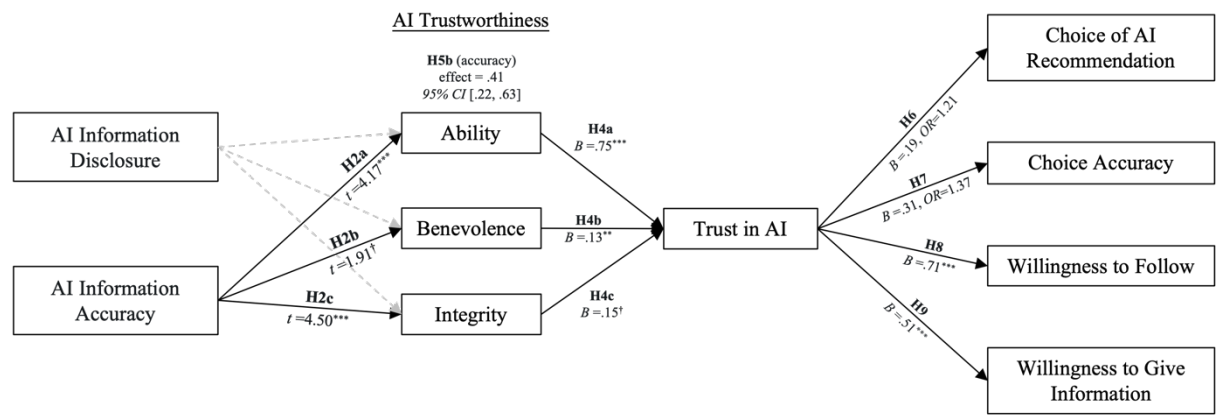 AI Trustworthiness
H5b (accuracy)
effect = .41
95% CI [.22, .63]
AI Information
Disclosure
AI Information
Accuracy
H2a
t =4.17***
H2b
t =1.91†
H2c
t =4.50***
Ability
Benevolence
Integrity
H4a
B =.75***
H4b
B =.13**
H4c
B =.15†
Trust in AI
H6
B =.19, OR=1.21
H7
B =.31, OR=1.37
H8
B =.71***
H9
B =.51***
Choice of AI
Recommendation
Choice Accuracy
Willingness to Follow
Willingness to Give
Information